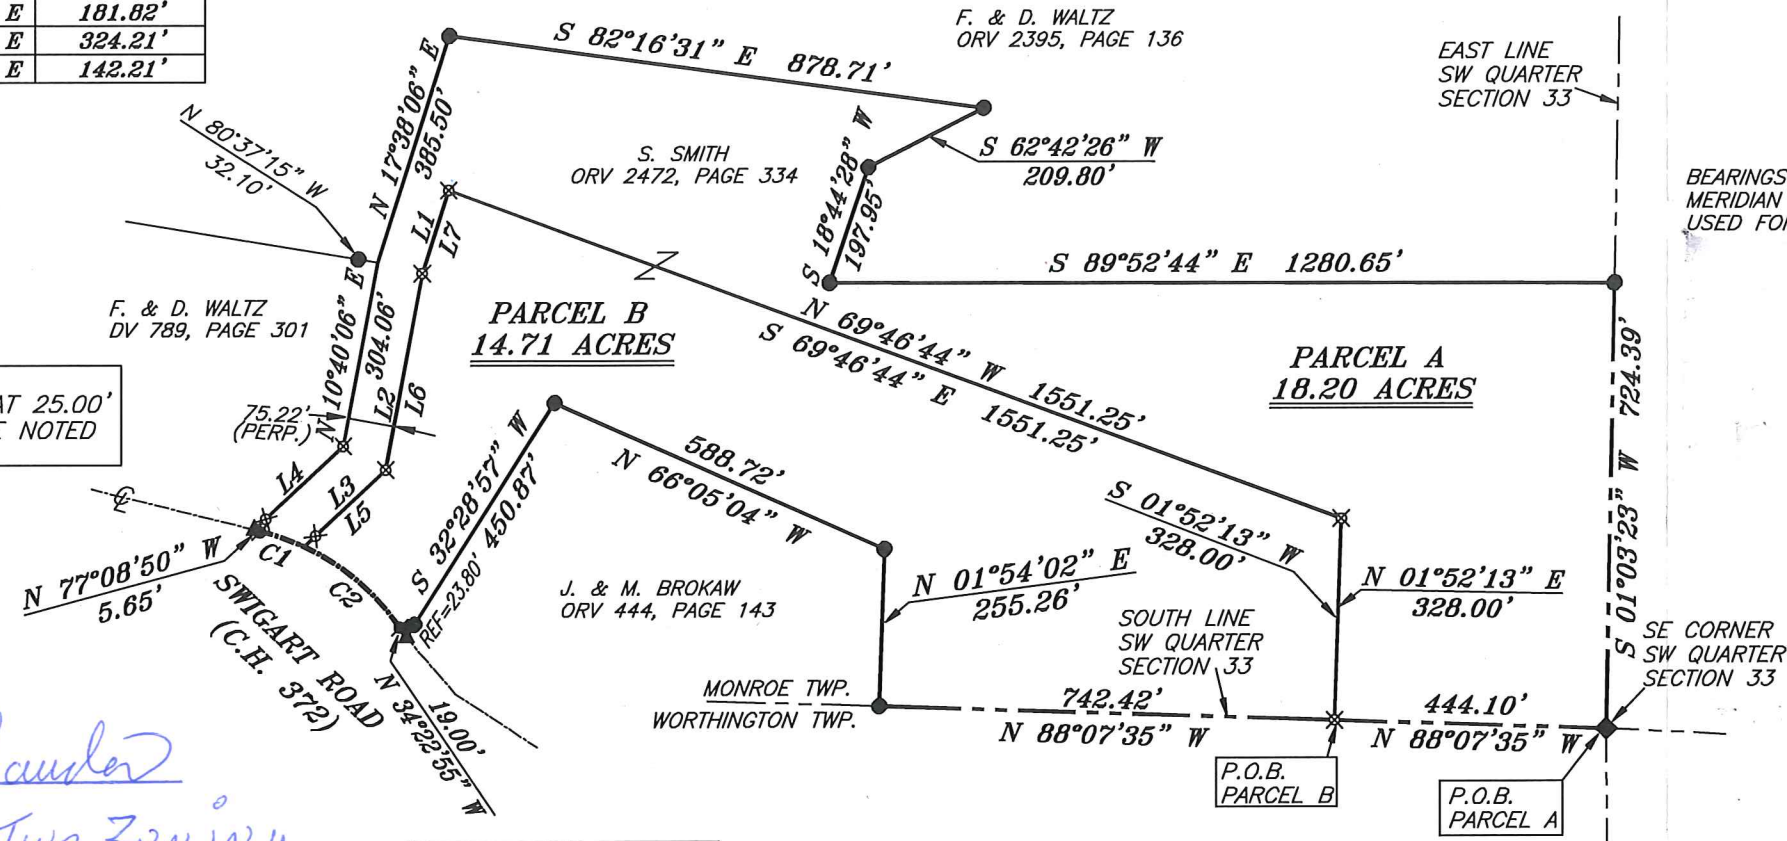 E 181.82'
E 324.21'
E 142.21'
F. & D. WALTZ
ORV 2395, PAGE 136
S 82°16'31" E 878.71'
EAST LINE
SW QUARTER
SECTION 33
N 80°37'15" W
32.10'
N 17°38'06" E
385.50'
S. SMITH
ORV 2472, PAGE 334
S 62°42'26" W
209.80'
S 18°44'28" W
197.95'
BEARINGS
MERIDIAN
USED FOR
L1
L7
S 89°52'44" E 1280.65'
F. & D. WALTZ
DV 789, PAGE 301
N 10°40'06" E
304.06'
PARCEL B
14.71 ACRES
N 69°46'44" W 1551.25'
S 69°46'44" E 1551.25'
PARCEL A
18.20 ACRES
S 01°03'23" W 724.39'
AT 25.00'
E NOTED
75.22'
(PERP.)
L2
L6
L4
L3
L5
℄
588.72'
N 66°05'04" W
S 32°28'57" W
450.87'
REF=23.80'
S 01°52'13" W
328.00'
N 01°52'13" E
328.00'
N 77°08'50" W
5.65'
C1
C2
J. & M. BROKAW
ORV 444, PAGE 143
N 01°54'02" E
255.26'
SWIGART ROAD
(C.H. 372)
N 34°22'55" W
19.00'
SOUTH LINE
SW QUARTER
SECTION 33
SE CORNER
SW QUARTER
SECTION 33
MONROE TWP.
WORTHINGTON TWP.
742.42'
N 88°07'35" W
444.10'
N 88°07'35" W
P.O.B.
PARCEL B
P.O.B.
PARCEL A
Twp Zoning